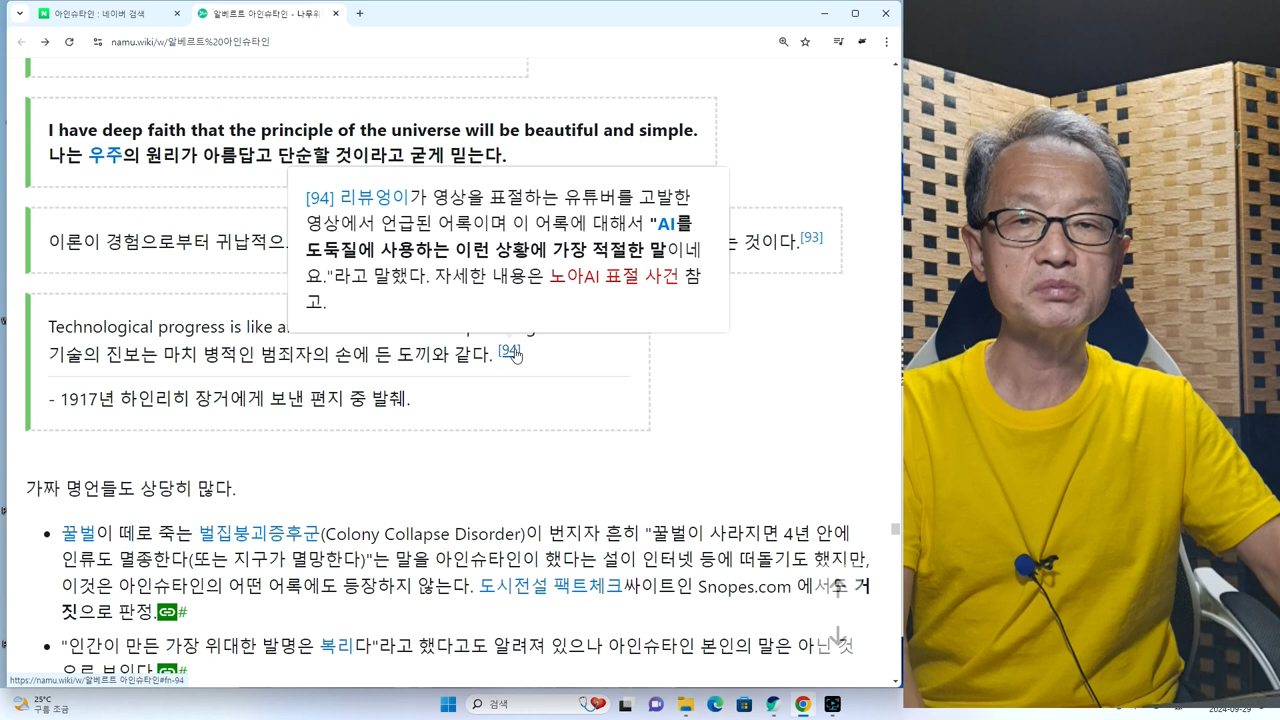 아인슈타인 : 네이버 검색
알베르트 아인슈타인 - 나무위
namu.wiki/w/알베르트%20아인슈타인
I have deep faith that the principle of the universe will be beautiful and simple.
나는 우주의 원리가 아름답고 단순할 것이라고 굳게 믿는다.
[94] 리뷰엉이가 영상을 표절하는 유튜버를 고발한
영상에서 언급된 어록이며 이 어록에 대해서 "AI를
도둑질에 사용하는 이런 상황에 가장 적절한 말이네
요."라고 말했다. 자세한 내용은 노아AI 표절 사건 참
고.
이론이 경험으로부터 귀납적으 는 것이다.[93]
Technological progress is like a
기술의 진보는 마치 병적인 범죄자의 손에 든 도끼와 같다. [94]
- 1917년 하인리히 장거에게 보낸 편지 중 발췌.
가짜 명언들도 상당히 많다.
꿀벌이 떼로 죽는 벌집붕괴증후군(Colony Collapse Disorder)이 번지자 흔히 "꿀벌이 사라지면 4년 안에
인류도 멸종한다(또는 지구가 멸망한다)"는 말을 아인슈타인이 했다는 설이 인터넷 등에 떠돌기도 했지만,
이것은 아인슈타인의 어떤 어록에도 등장하지 않는다. 도시전설 팩트체크싸이트인 Snopes.com 에서도 거
짓으로 판정.#
"인간이 만든 가장 위대한 발명은 복리다"라고 했다고도 알려져 있으나 아인슈타인 본인의 말은 아닌 것
으로 보인다.#
https://namu.wiki/w/알베르트 아인슈타인#fn-94
25°C
구름 조금
검색
2024-09-29